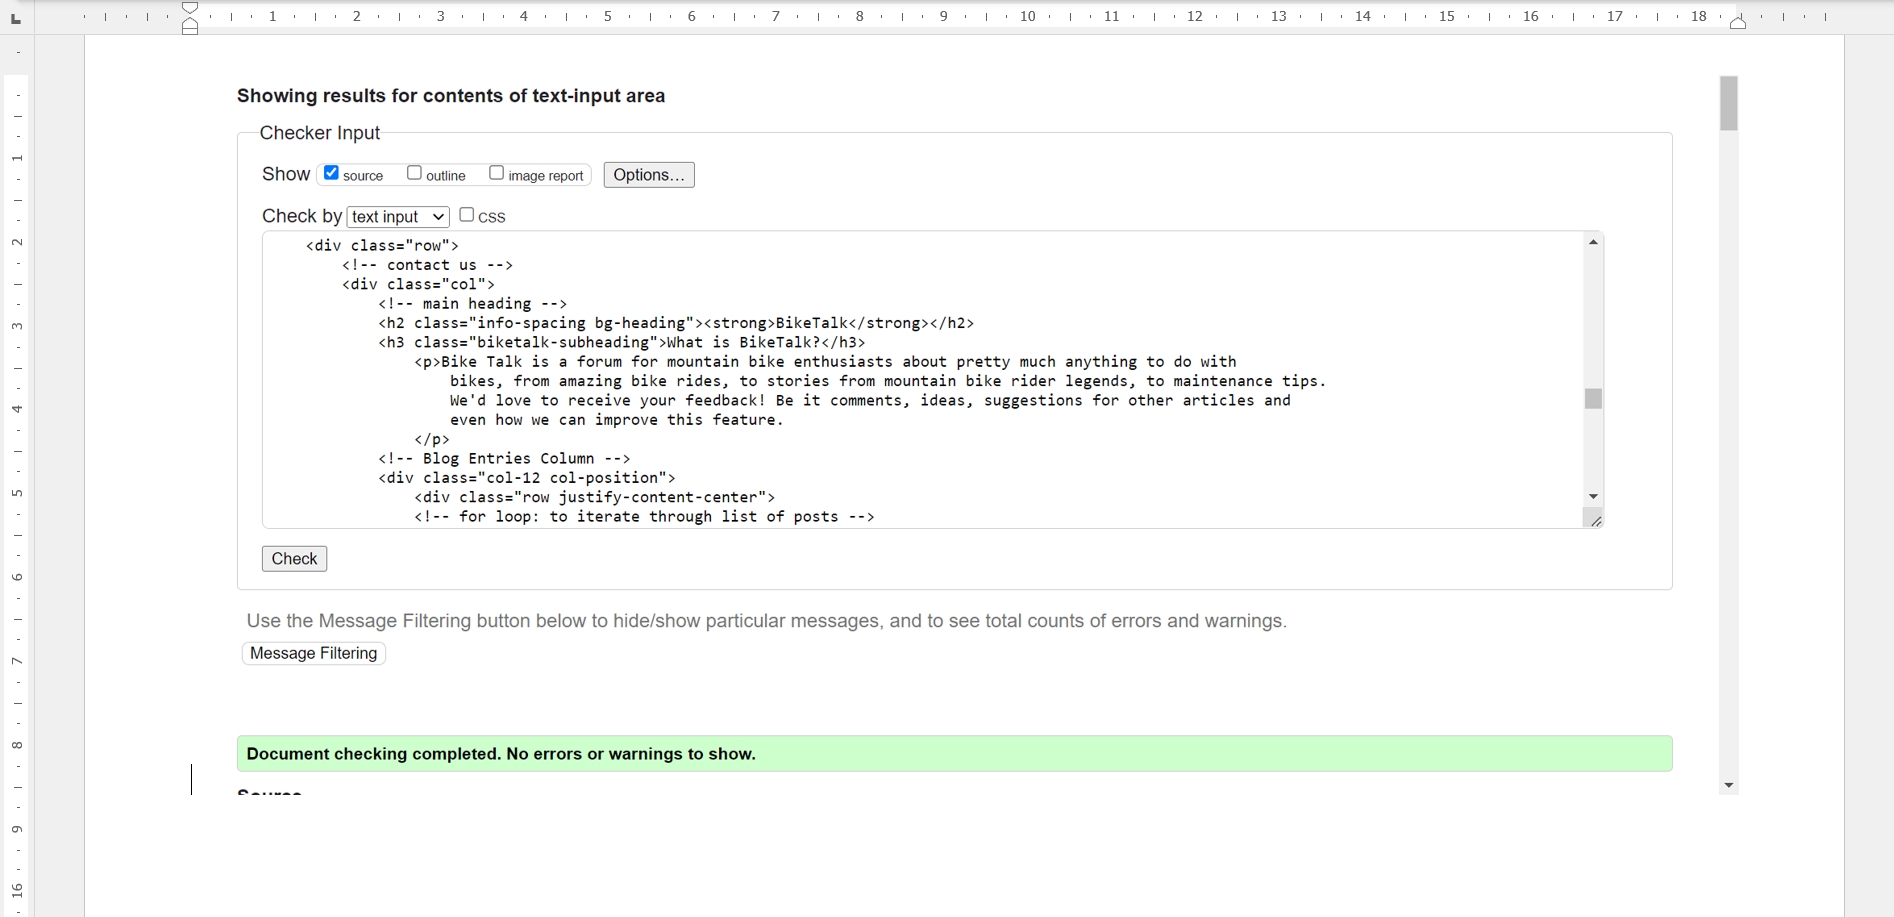 1 2 3 4 5 6 7 8 9 10 11 12 13 14 15 16 17 18
Showing results for contents of text-input area
Checker Input
Show source outline image report Options...
Check by text input CSS
<div class="row">
<!-- contact us -->
<div class="col">
<!-- main heading -->
<h2 class="info-spacing bg-heading"><strong>BikeTalk</strong></h2>
<h3 class="biketalk-subheading">What is BikeTalk?</h3>
<p>Bike Talk is a forum for mountain bike enthusiasts about pretty much anything to do with
bikes, from amazing bike rides, to stories from mountain bike rider legends, to maintenance tips.
We'd love to receive your feedback! Be it comments, ideas, suggestions for other articles and
even how we can improve this feature.
</p>
<!-- Blog Entries Column -->
<div class="col-12 col-position">
<div class="row justify-content-center">
<!-- for loop: to iterate through list of posts -->
Check
Use the Message Filtering button below to hide/show particular messages, and to see total counts of errors and warnings.
Message Filtering
Document checking completed. No errors or warnings to show.
1
2
3
4
5
6
7
8
9
16